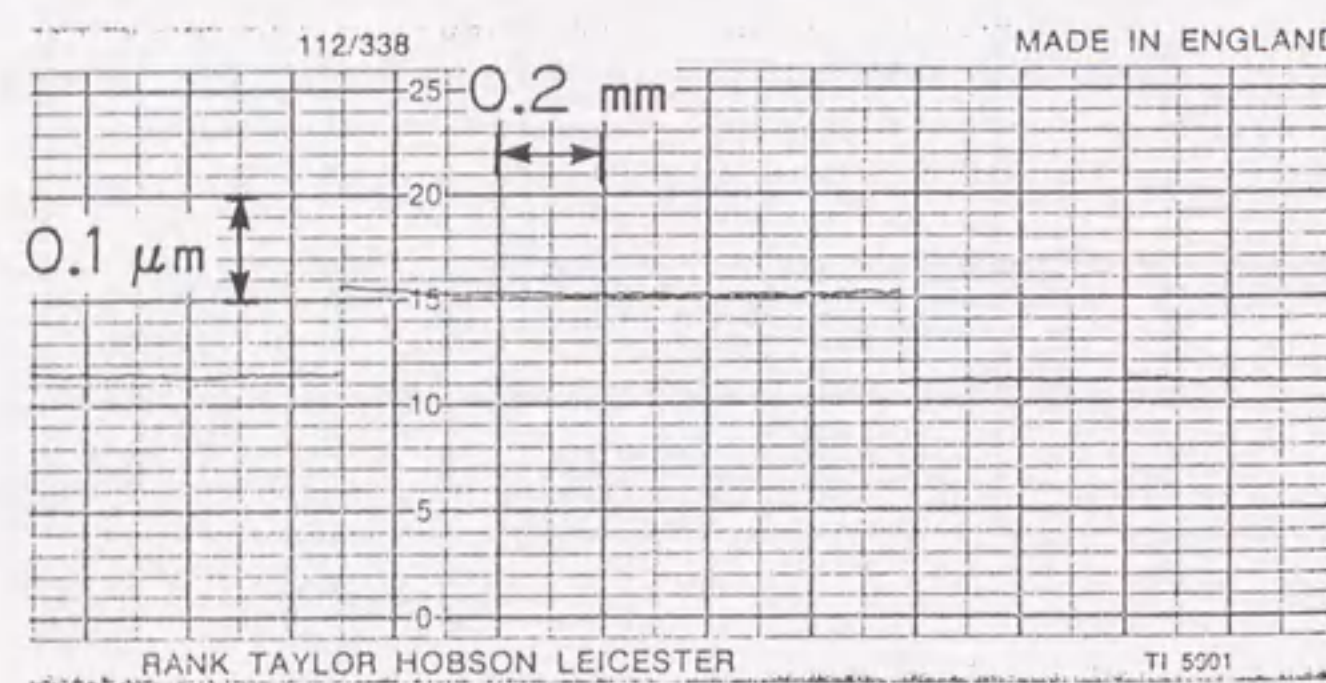 112/338
MADE IN ENGLAND
25
0.2 mm
20
0.1 μm
15
10
5
0
RANK TAYLOR HOBSON LEICESTER
TI 5001